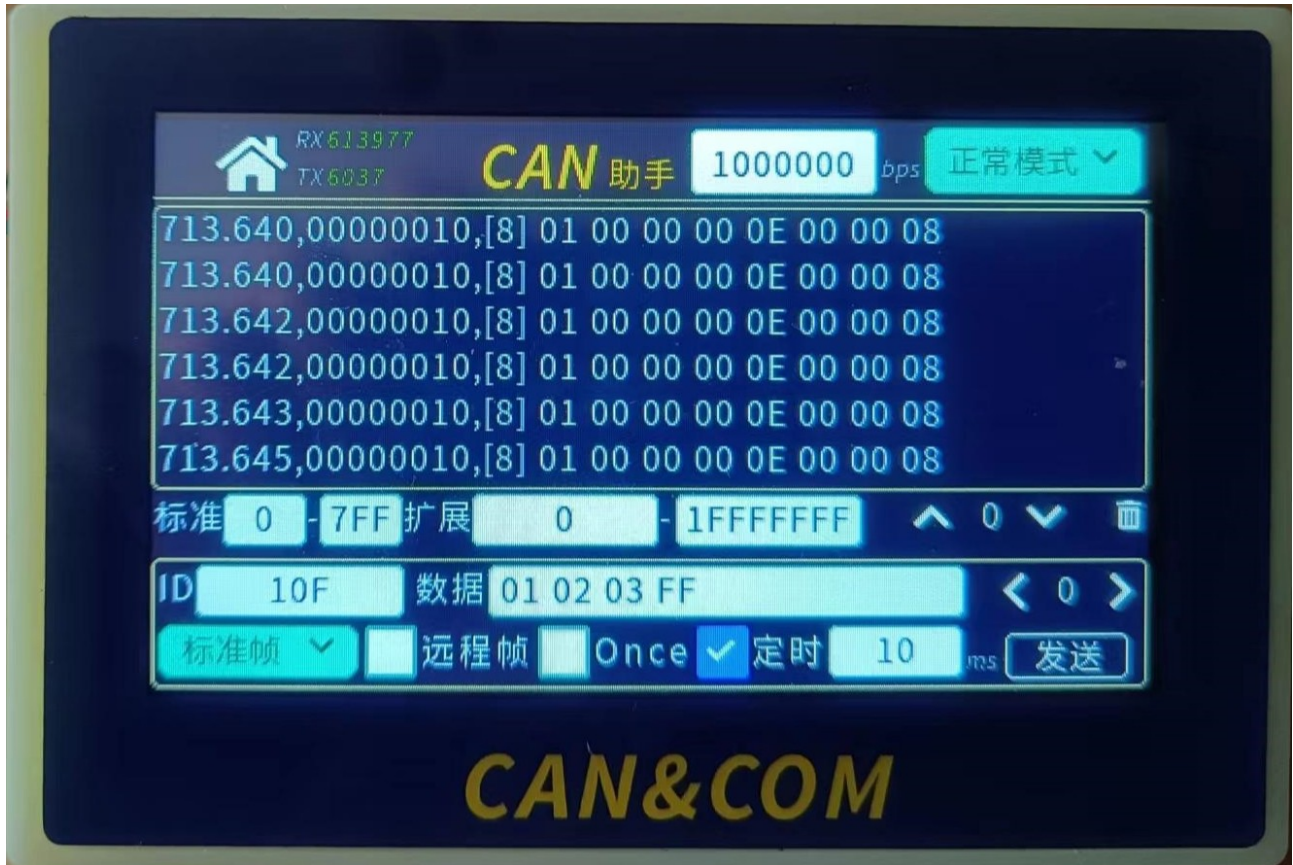 RX613977
TX6037
CAN 助手 1000000 bps 正常模式
713.640,00000010,[8] 01 00 00 00 0E 00 00 08
713.640,00000010,[8] 01 00 00 00 0E 00 00 08
713.642,00000010,[8] 01 00 00 00 0E 00 00 08
713.642,00000010,[8] 01 00 00 00 0E 00 00 08
713.643,00000010,[8] 01 00 00 00 0E 00 00 08
713.645,00000010,[8] 01 00 00 00 0E 00 00 08
标准 0 - 7FF 扩展 0 - 1FFFFFFF 0
ID 10F 数据 01 02 03 FF 0
标准帧 远程帧 Once 定时 10 ms 发送
CAN&COM